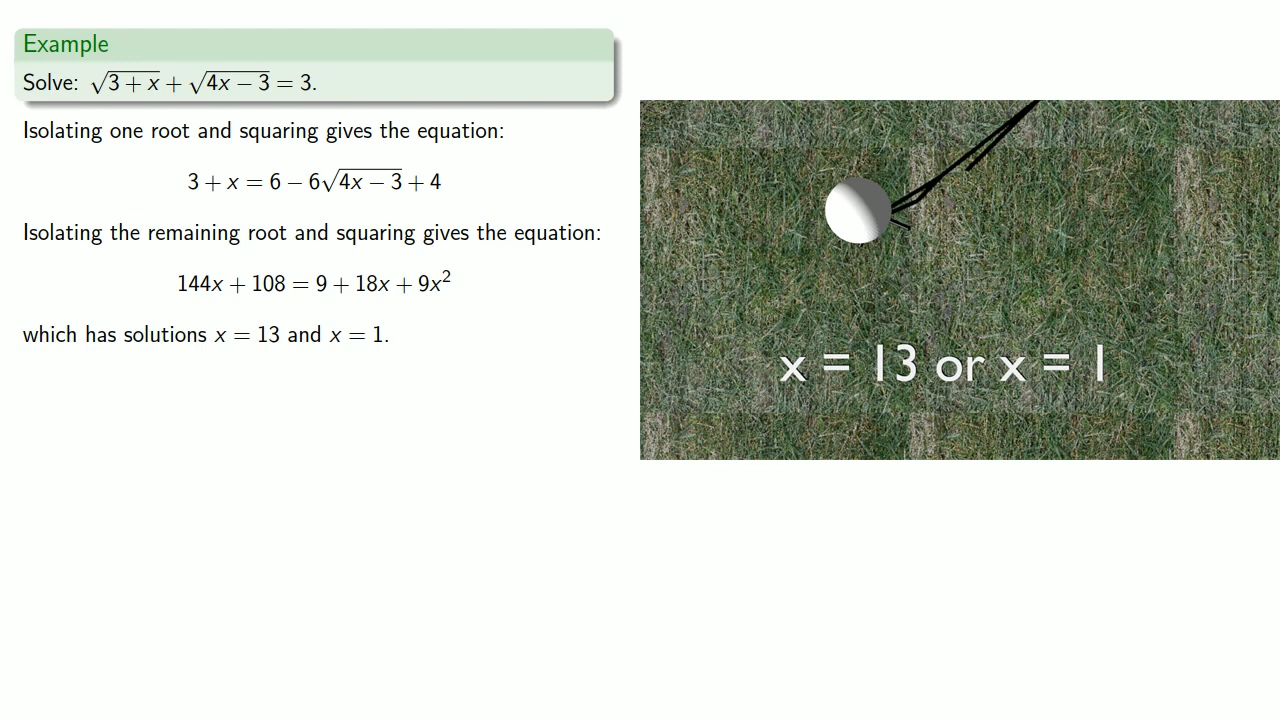 Example
Solve: √(3 + x) + √(4x − 3) = 3.
Isolating one root and squaring gives the equation:
3 + x = 6 − 6√(4x − 3) + 4
Isolating the remaining root and squaring gives the equation:
144x + 108 = 9 + 18x + 9x²
which has solutions x = 13 and x = 1.
x = 13 or x = 1